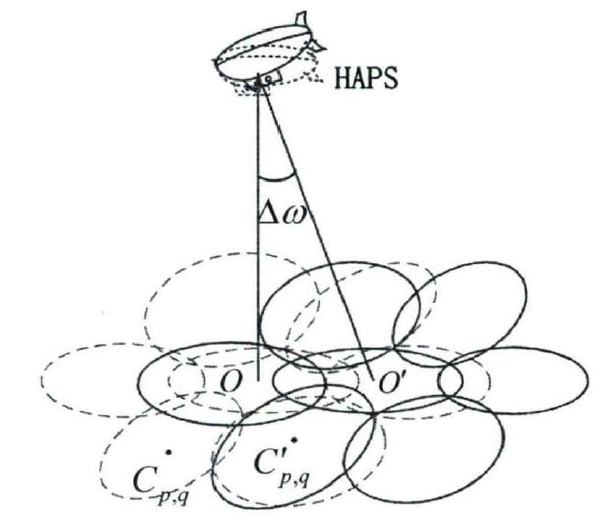 HAPS
Δω
O O'
C_{p,q} C'_{p,q}